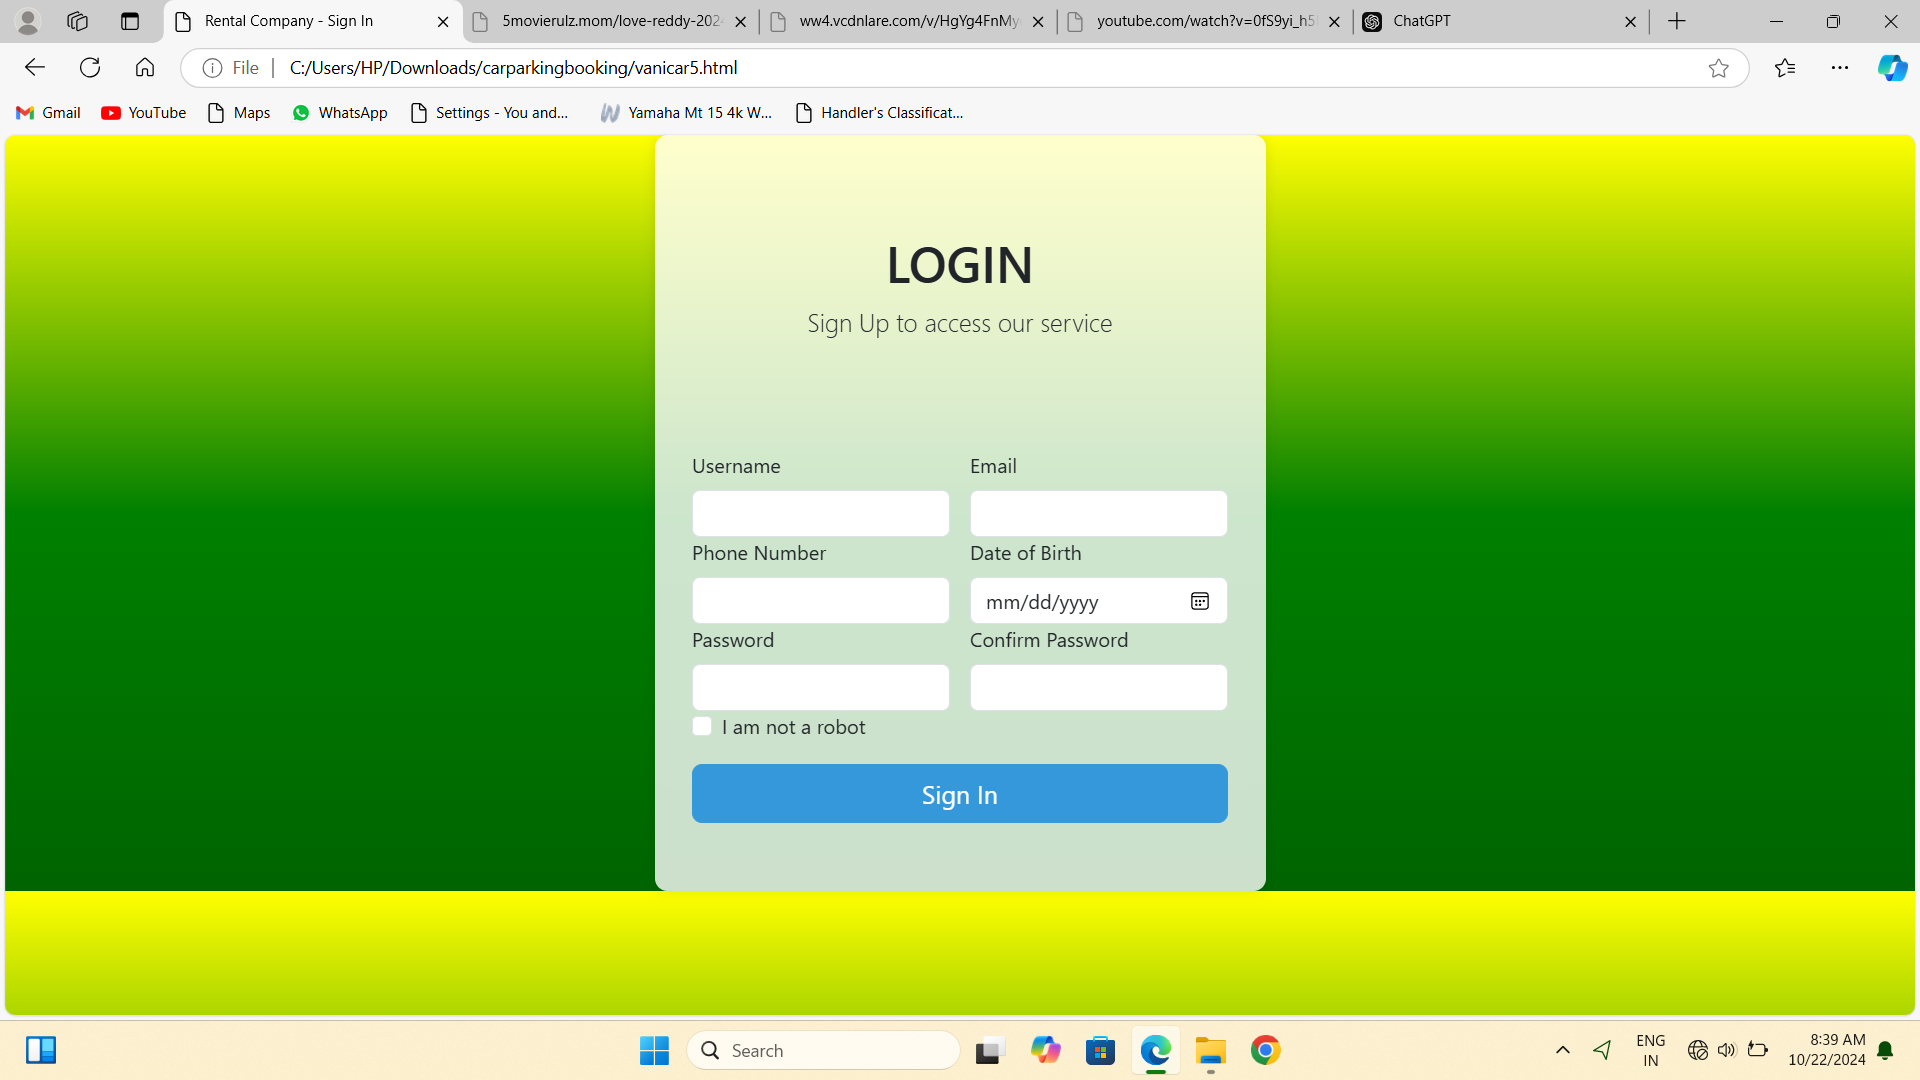 Rental Company - Sign In
5movierulz.mom/love-reddy-202
ww4.vcdnlare.com/v/HgYg4FnMy
youtube.com/watch?v=0fS9yi_h5
ChatGPT
File
C:/Users/HP/Downloads/carparkingbooking/vanicar5.html
Gmail
YouTube
Maps
WhatsApp
Settings - You and...
Yamaha Mt 15 4k W...
Handler's Classificat...
LOGIN
Sign Up to access our service
Username
Email
Phone Number
Date of Birth
mm/dd/yyyy
Password
Confirm Password
I am not a robot
Sign In
Search
ENG
IN
8:39 AM
10/22/2024